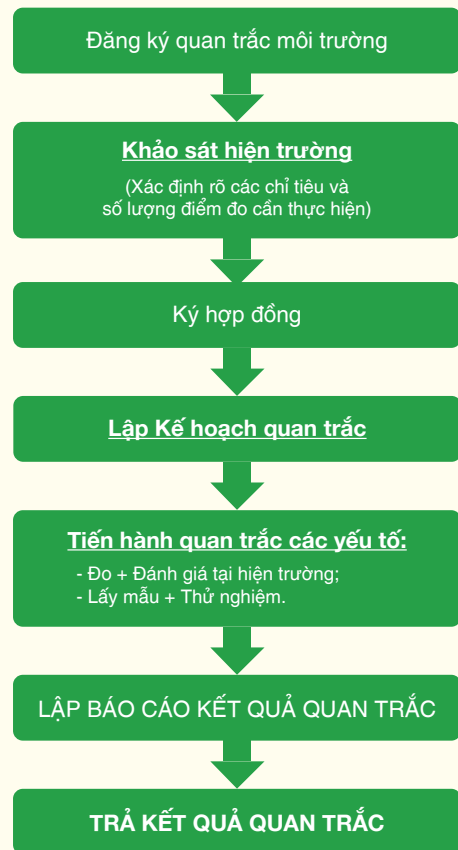 Đăng ký quan trắc môi trường
Khảo sát hiện trường
(Xác định rõ các chỉ tiêu và
số lượng điểm đo cần thực hiện)
Ký hợp đồng
Lập Kế hoạch quan trắc
Tiến hành quan trắc các yếu tố:
- Đo + Đánh giá tại hiện trường;
- Lấy mẫu + Thử nghiệm.
LẬP BÁO CÁO KẾT QUẢ QUAN TRẮC
TRẢ KẾT QUẢ QUAN TRẮC